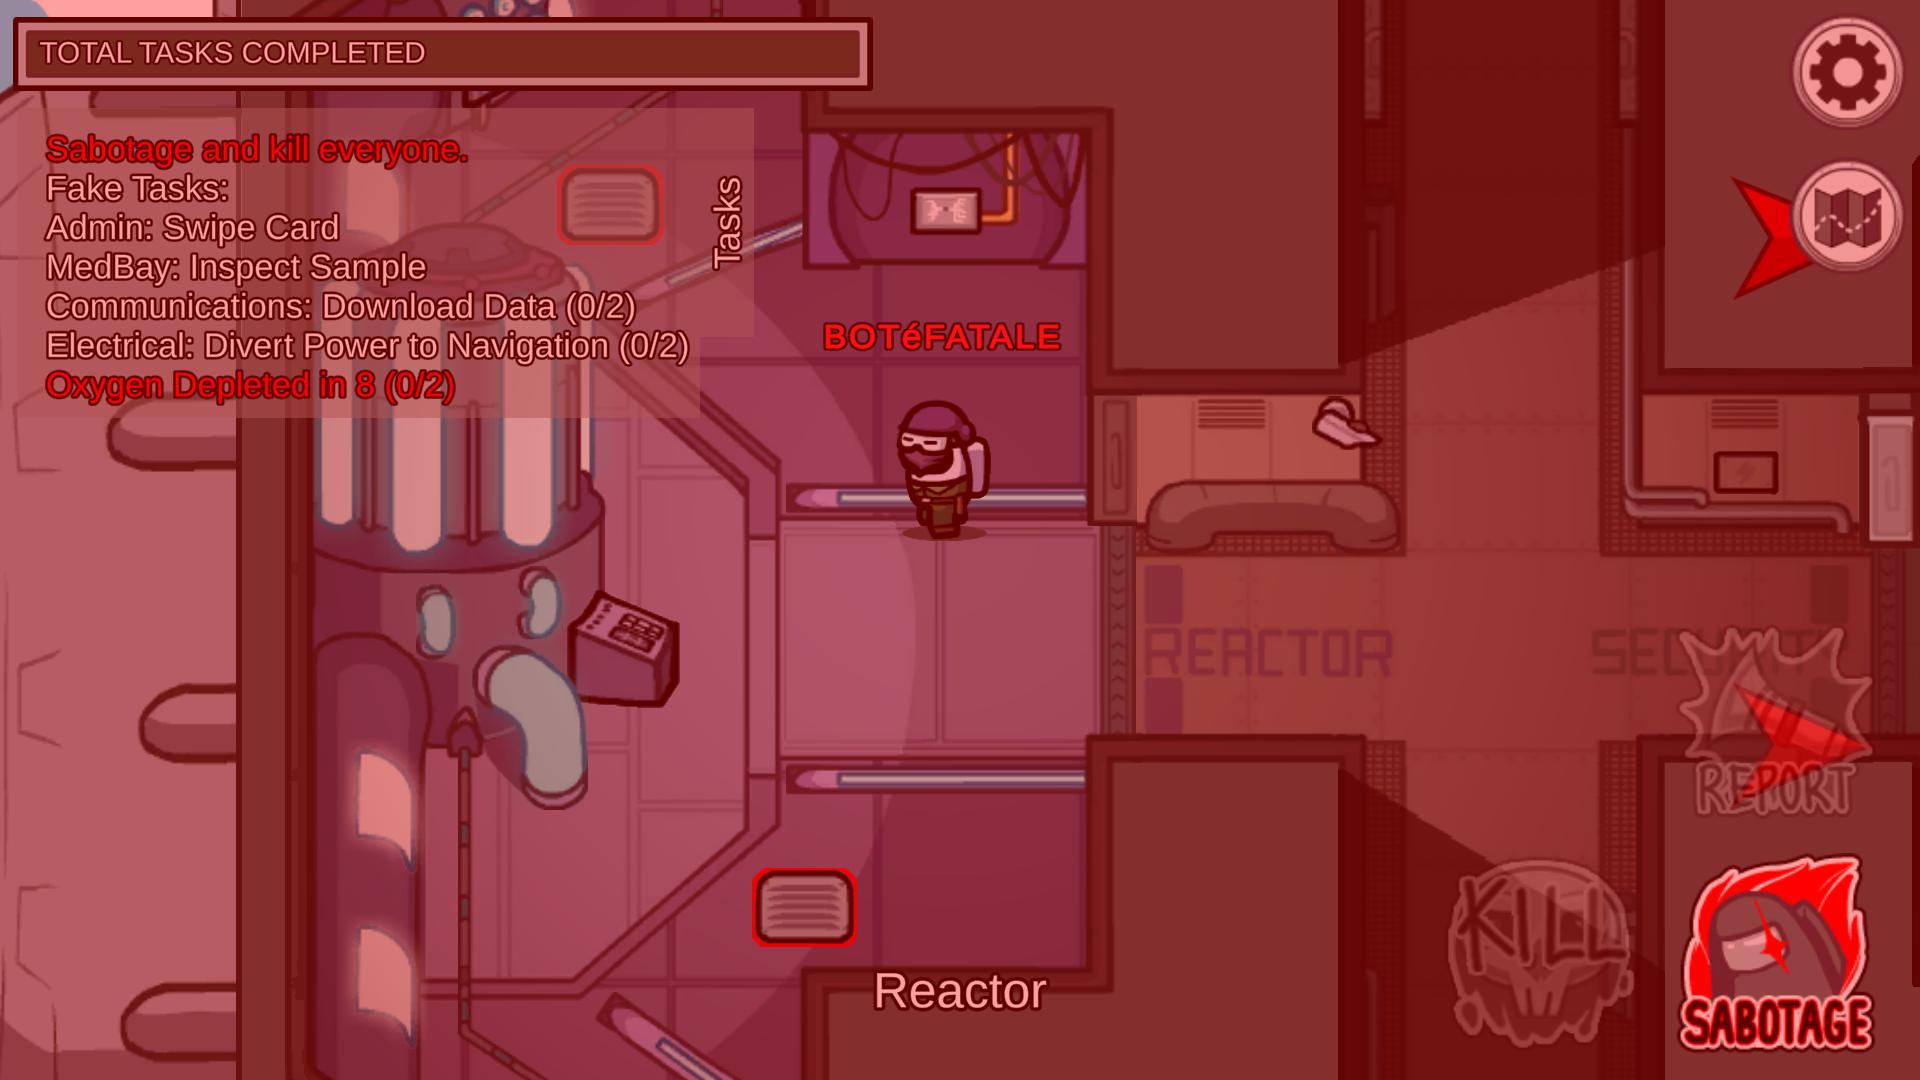 TOTAL TASKS COMPLETED
Sabotage and kill everyone.
Fake Tasks:
Admin: Swipe Card
MedBay: Inspect Sample
Communications: Download Data (0/2)
Electrical: Divert Power to Navigation (0/2)
Oxygen Depleted in 8 (0/2)
Tasks
BOTéFATALE
REACTOR
SECURITY
REPORT
KILL
SABOTAGE
Reactor